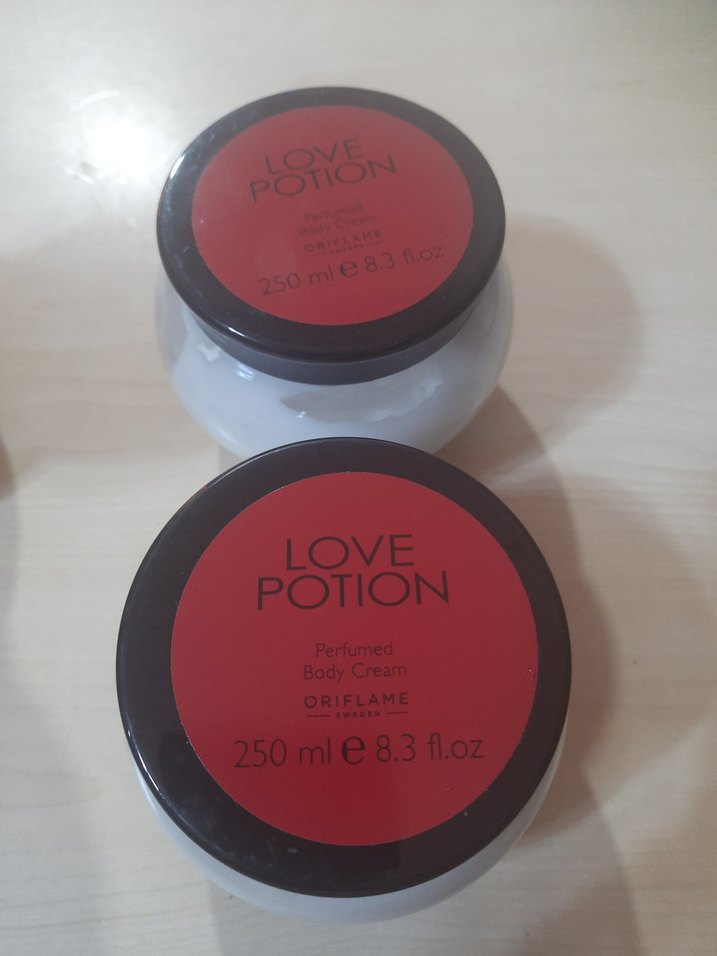 LOVE
POTION
Perfumed
Body Cream
ORIFLAME
SWEDEN
250 ml e 8.3 fl.oz
LOVE
POTION
Perfumed
Body Cream
ORIFLAME
SWEDEN
250 ml e 8.3 fl.oz